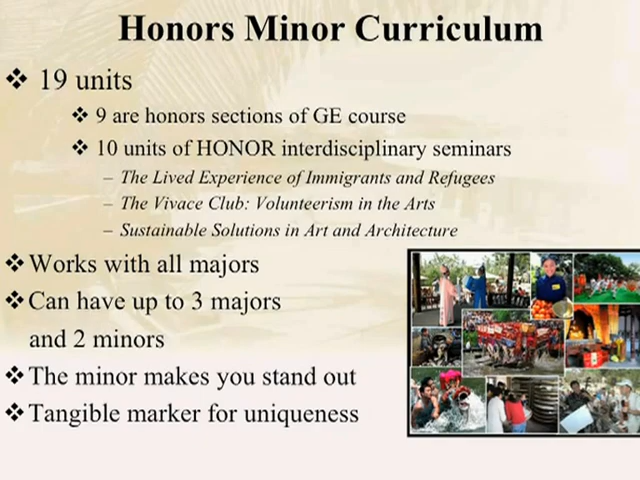 Honors Minor Curriculum
❖ 19 units
❖ 9 are honors sections of GE course
❖ 10 units of HONOR interdisciplinary seminars
– The Lived Experience of Immigrants and Refugees
– The Vivace Club: Volunteerism in the Arts
– Sustainable Solutions in Art and Architecture
❖ Works with all majors
❖ Can have up to 3 majors
and 2 minors
❖ The minor makes you stand out
❖ Tangible marker for uniqueness